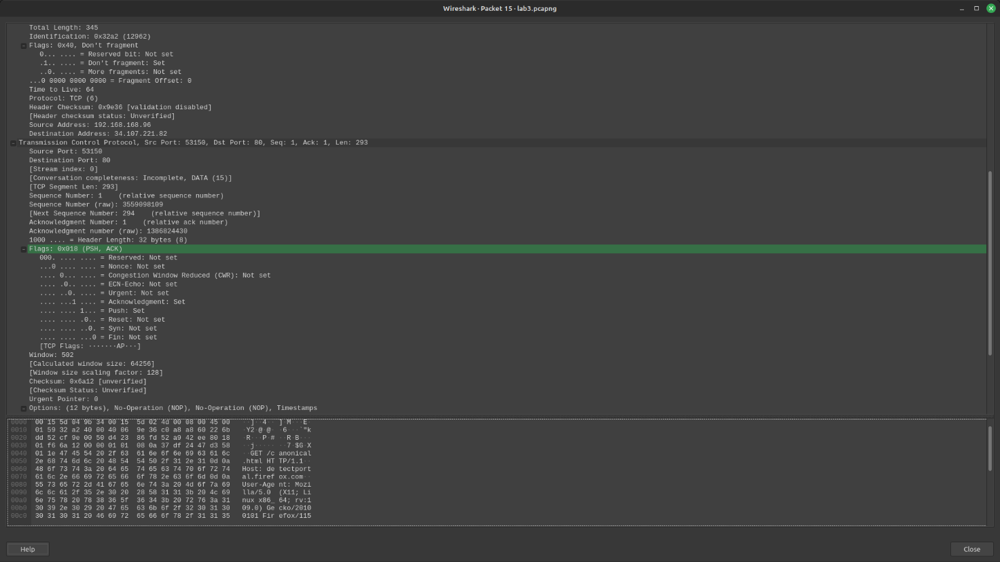 Wireshark · Packet 15 · lab3.pcapng
Total Length: 345
Identification: 0x32a2 (12962)
Flags: 0x40, Don't fragment
0... .... = Reserved bit: Not set
.1.. .... = Don't fragment: Set
..0. .... = More fragments: Not set
...0 0000 0000 0000 = Fragment Offset: 0
Time to Live: 64
Protocol: TCP (6)
Header Checksum: 0x9e36 [validation disabled]
[Header checksum status: Unverified]
Source Address: 192.168.168.96
Destination Address: 34.107.221.82
Transmission Control Protocol, Src Port: 53150, Dst Port: 80, Seq: 1, Ack: 1, Len: 293
Source Port: 53150
Destination Port: 80
[Stream index: 0]
[Conversation completeness: Incomplete, DATA (15)]
[TCP Segment Len: 293]
Sequence Number: 1    (relative sequence number)
Sequence Number (raw): 3559098109
[Next Sequence Number: 294    (relative sequence number)]
Acknowledgment Number: 1    (relative ack number)
Acknowledgment number (raw): 1386824430
1000 .... = Header Length: 32 bytes (8)
Flags: 0x018 (PSH, ACK)
000. .... .... = Reserved: Not set
...0 .... .... = Nonce: Not set
.... 0... .... = Congestion Window Reduced (CWR): Not set
.... .0.. .... = ECN-Echo: Not set
.... ..0. .... = Urgent: Not set
.... ...1 .... = Acknowledgment: Set
.... .... 1... = Push: Set
.... .... .0.. = Reset: Not set
.... .... ..0. = Syn: Not set
.... .... ...0 = Fin: Not set
[TCP Flags: ·······AP···]
Window: 502
[Calculated window size: 64256]
[Window size scaling factor: 128]
Checksum: 0x6a12 [unverified]
[Checksum Status: Unverified]
Urgent Pointer: 0
Options: (12 bytes), No-Operation (NOP), No-Operation (NOP), Timestamps
0000 00 15 5d 04 9b 34 00 15 5d 02 4d 00 08 00 45 00 ··]··4·· ]·M···E·
0010 01 59 32 a2 40 00 40 06 9e 36 c0 a8 a8 60 22 6b ·Y2·@·@· ·6···`"k
0020 dd 52 cf 9e 00 50 d4 23 86 fd 52 a9 42 ee 80 18 ·R···P·# ··R·B···
0030 01 f6 6a 12 00 00 01 01 08 0a 37 df 24 47 d3 58 ··j····· ··7·$G·X
0040 01 1e 47 45 54 20 2f 63 61 6e 6f 6e 69 63 61 6c ··GET /c anonical
0050 2e 68 74 6d 6c 20 48 54 54 50 2f 31 2e 31 0d 0a .html HT TP/1.1··
0060 48 6f 73 74 3a 20 64 65 74 65 63 74 70 6f 72 74 Host: de tectport
0070 61 6c 2e 66 69 72 65 66 6f 78 2e 63 6f 6d 0d 0a al.firef ox.com··
0080 55 73 65 72 2d 41 67 65 6e 74 3a 20 4d 6f 7a 69 User-Age nt: Mozi
0090 6c 6c 61 2f 35 2e 30 20 28 58 31 31 3b 20 4c 69 lla/5.0 (X11; Li
00a0 6e 75 78 20 78 38 36 5f 36 34 3b 20 72 76 3a 31 nux x86_ 64; rv:1
00b0 30 39 2e 30 29 20 47 65 63 6b 6f 2f 32 30 31 30 09.0) Ge cko/2010
00c0 30 31 30 31 20 46 69 72 65 66 6f 78 2f 31 31 35 0101 Fir efox/115
Help
Close